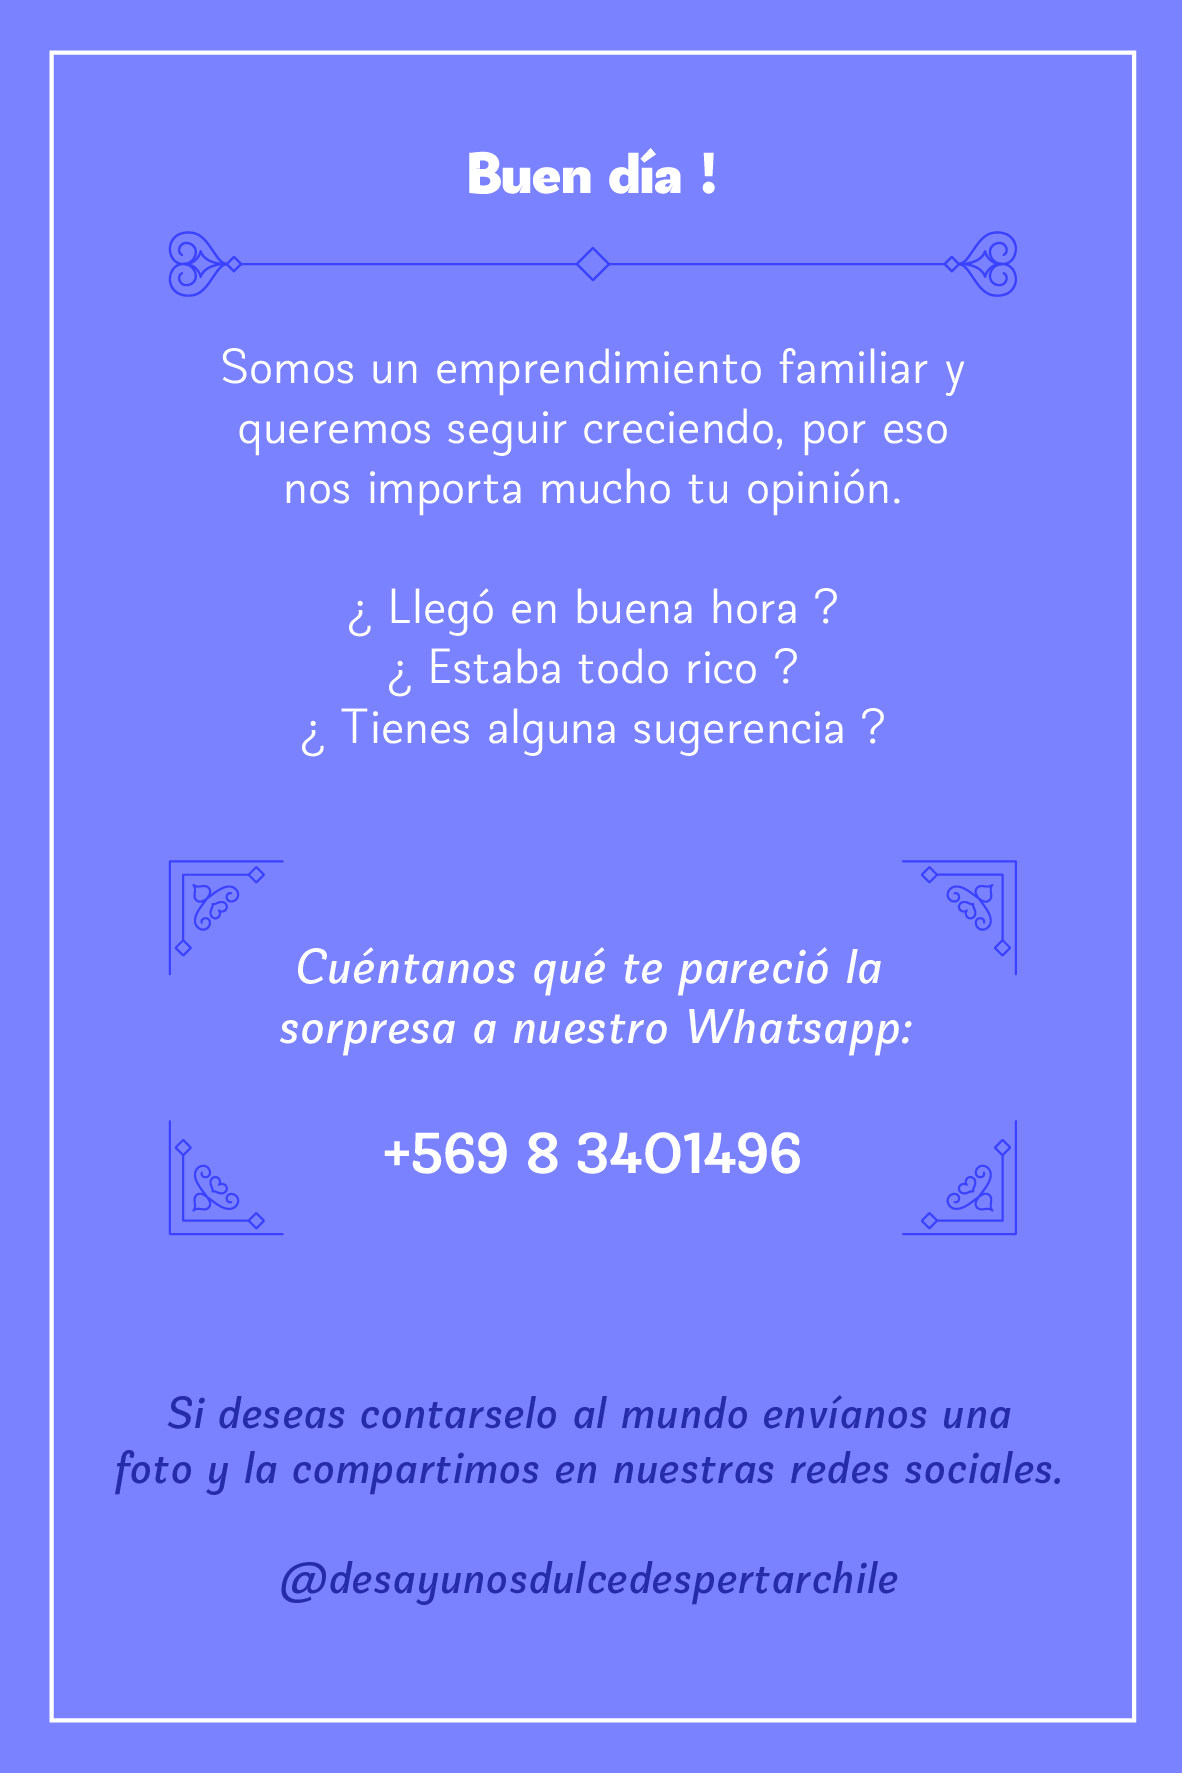 Buen día !
Somos un emprendimiento familiar y
queremos seguir creciendo, por eso
nos importa mucho tu opinión.
¿ Llegó en buena hora ?
¿ Estaba todo rico ?
¿ Tienes alguna sugerencia ?
Cuéntanos qué te pareció la
sorpresa a nuestro Whatsapp:
+569 8 3401496
Si deseas contarselo al mundo envíanos una
foto y la compartimos en nuestras redes sociales.
@desayunosdulcedespertarchile